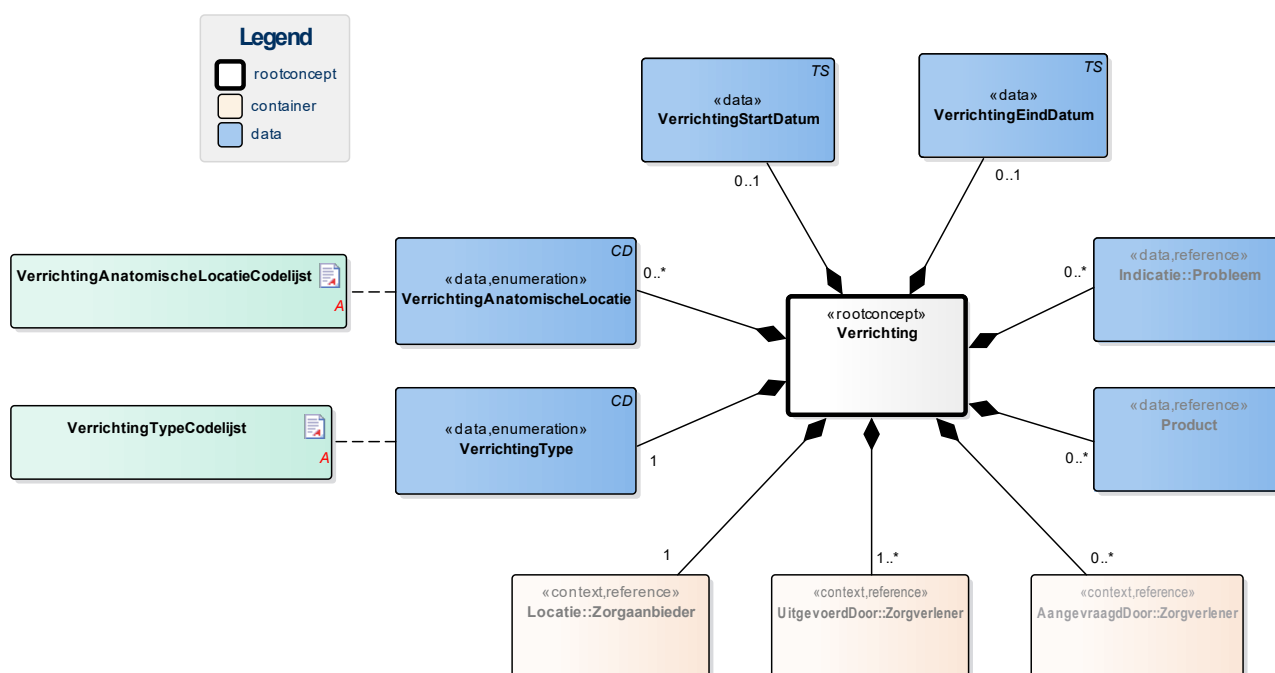 Legend
rootconcept
container
data
TS
«data»
VerrichtingStartDatum
0..1
TS
«data»
VerrichtingEindDatum
0..1
VerrichtingAnatomischeLocatieCodelijst
A
CD
«data,enumeration»
VerrichtingAnatomischeLocatie
0..*
«rootconcept»
Verrichting
«data,reference»
Indicatie::Probleem
0..*
VerrichtingTypeCodelijst
A
CD
«data,enumeration»
VerrichtingType
1
«data,reference»
Product
0..*
1
«context,reference»
Locatie::Zorgaanbieder
1..*
«context,reference»
UitgevoerdDoor::Zorgverlener
0..*
«context,reference»
AangevraagdDoor::Zorgverlener